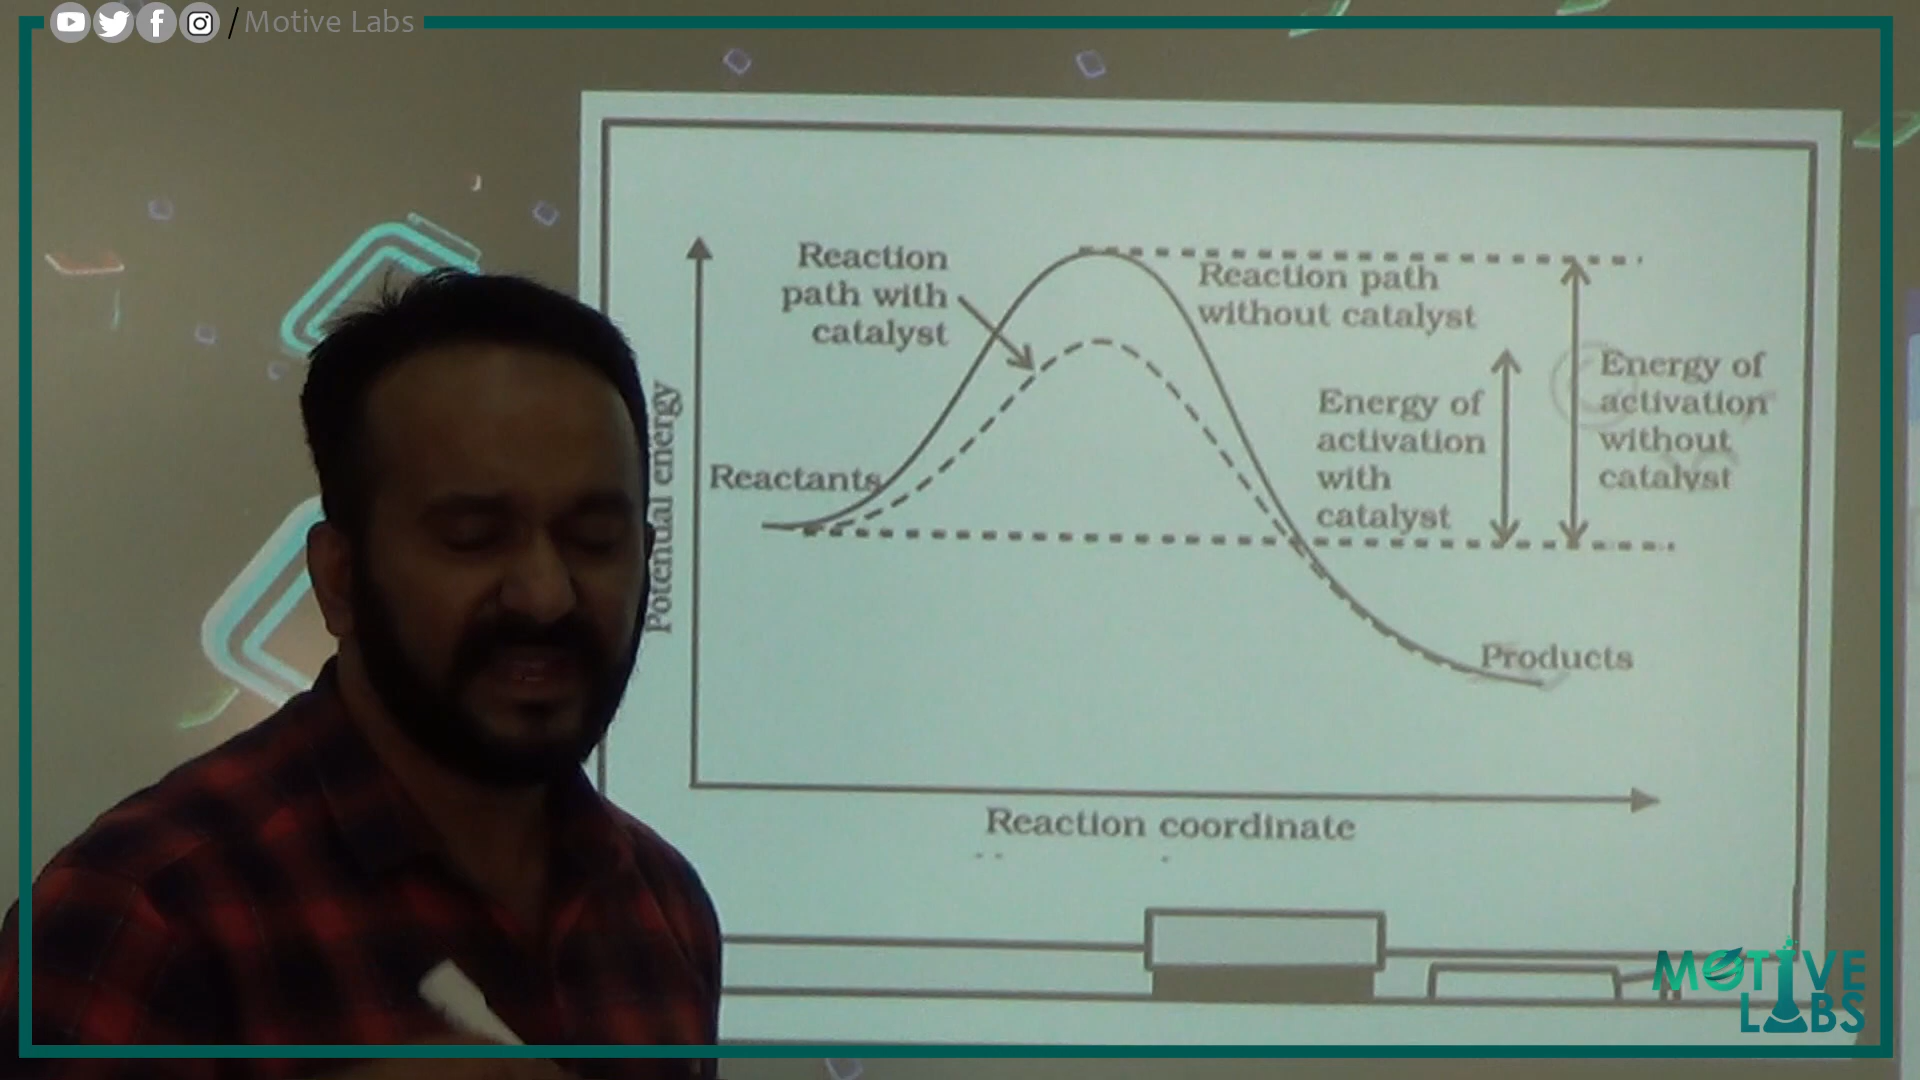 / Motive Labs
Reaction
path with
catalyst
Reaction path
without catalyst
Energy of
activation
without
catalyst
Energy of
activation
with
catalyst
Reactants
Potential energy
Products
Reaction coordinate
MOTIVE
LABS